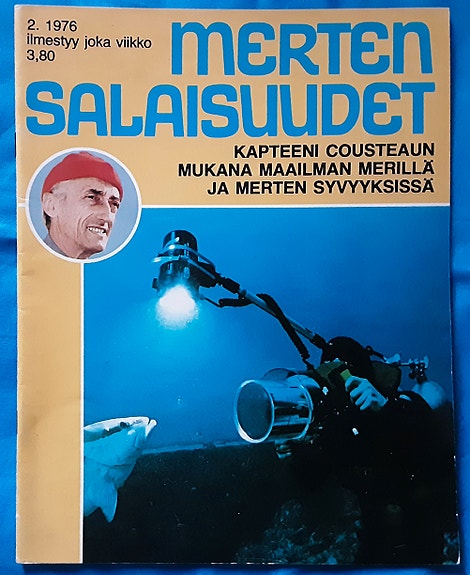 2. 1976
ilmestyy joka viikko
3,80
MERTEN
SALAISUUDET
KAPTEENI COUSTEAUN
MUKANA MAAILMAN MERILLÄ
JA MERTEN SYVYYKSISSÄ